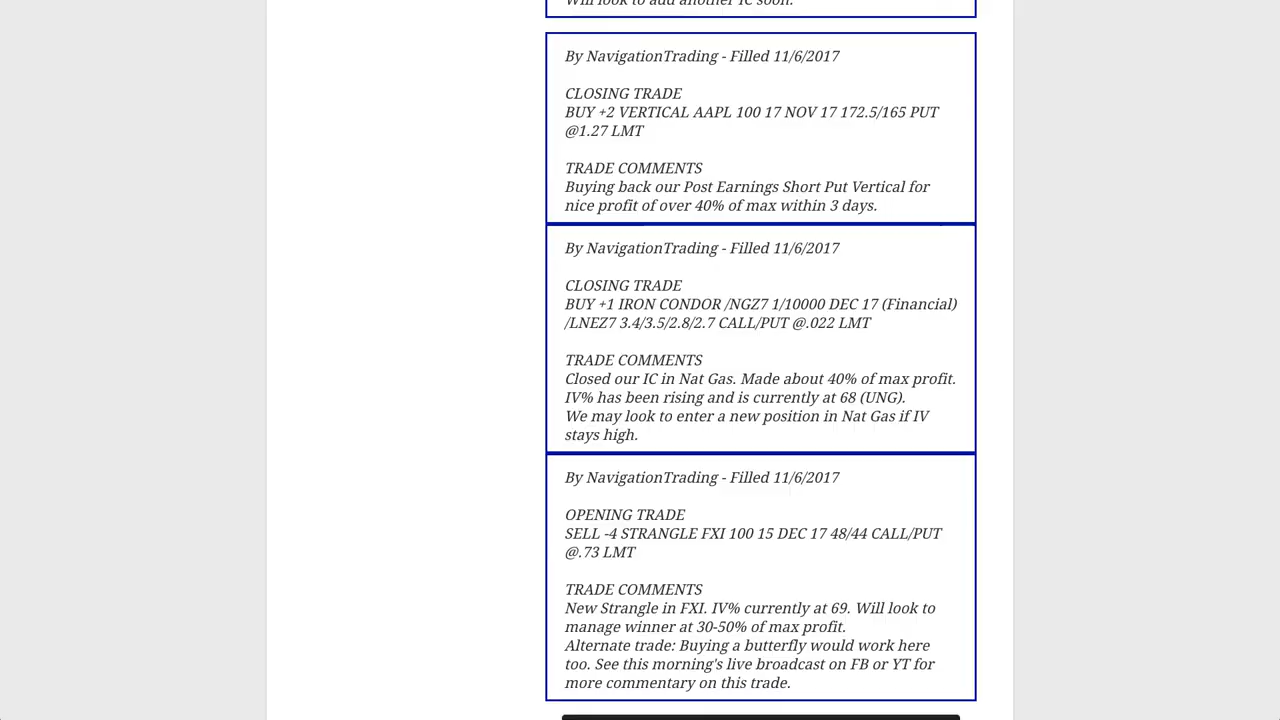 Will look to add another IC soon.
By NavigationTrading - Filled 11/6/2017
CLOSING TRADE
BUY +2 VERTICAL AAPL 100 17 NOV 17 172.5/165 PUT
@1.27 LMT
TRADE COMMENTS
Buying back our Post Earnings Short Put Vertical for
nice profit of over 40% of max within 3 days.
By NavigationTrading - Filled 11/6/2017
CLOSING TRADE
BUY +1 IRON CONDOR /NGZ7 1/10000 DEC 17 (Financial)
/LNEZ7 3.4/3.5/2.8/2.7 CALL/PUT @.022 LMT
TRADE COMMENTS
Closed our IC in Nat Gas. Made about 40% of max profit.
IV% has been rising and is currently at 68 (UNG).
We may look to enter a new position in Nat Gas if IV
stays high.
By NavigationTrading - Filled 11/6/2017
OPENING TRADE
SELL -4 STRANGLE FXI 100 15 DEC 17 48/44 CALL/PUT
@.73 LMT
TRADE COMMENTS
New Strangle in FXI. IV% currently at 69. Will look to
manage winner at 30-50% of max profit.
Alternate trade: Buying a butterfly would work here
too. See this morning's live broadcast on FB or YT for
more commentary on this trade.